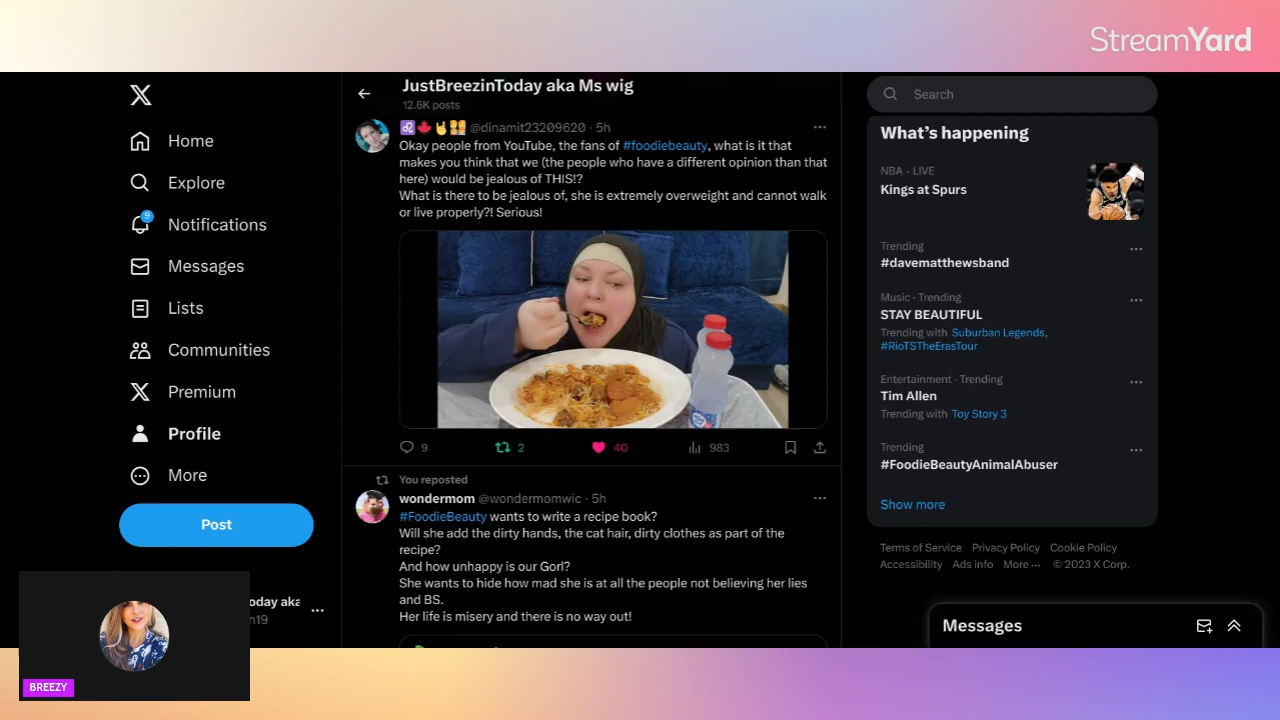 StreamYard
JustBreezinToday aka Ms wig
12.6K posts
@dinamit23209620 · 5h
Okay people from YouTube, the fans of #foodiebeauty, what is it that
makes you think that we (the people who have a different opinion than that
here) would be jealous of THIS!?
What is there to be jealous of, she is extremely overweight and cannot walk
or live properly?! Serious!
9
2
40
983
You reposted
wondermom @wondermomwic · 5h
#FoodieBeauty wants to write a recipe book?
Will she add the dirty hands, the cat hair, dirty clothes as part of the
recipe?
And how unhappy is our Gorl?
She wants to hide how mad she is at all the people not believing her lies
and BS.
Her life is misery and there is no way out!
Home
Explore
9
Notifications
Messages
Lists
Communities
Premium
Profile
More
Post
oday aka
h19
BREEZY
Search
What's happening
NBA · LIVE
Kings at Spurs
Trending
#davematthewsband
Music · Trending
STAY BEAUTIFUL
Trending with Suburban Legends,
#RioTSTheErasTour
Entertainment · Trending
Tim Allen
Trending with Toy Story 3
Trending
#FoodieBeautyAnimalAbuser
Show more
Terms of Service Privacy Policy Cookie Policy
Accessibility Ads info More ··· © 2023 X Corp.
Messages